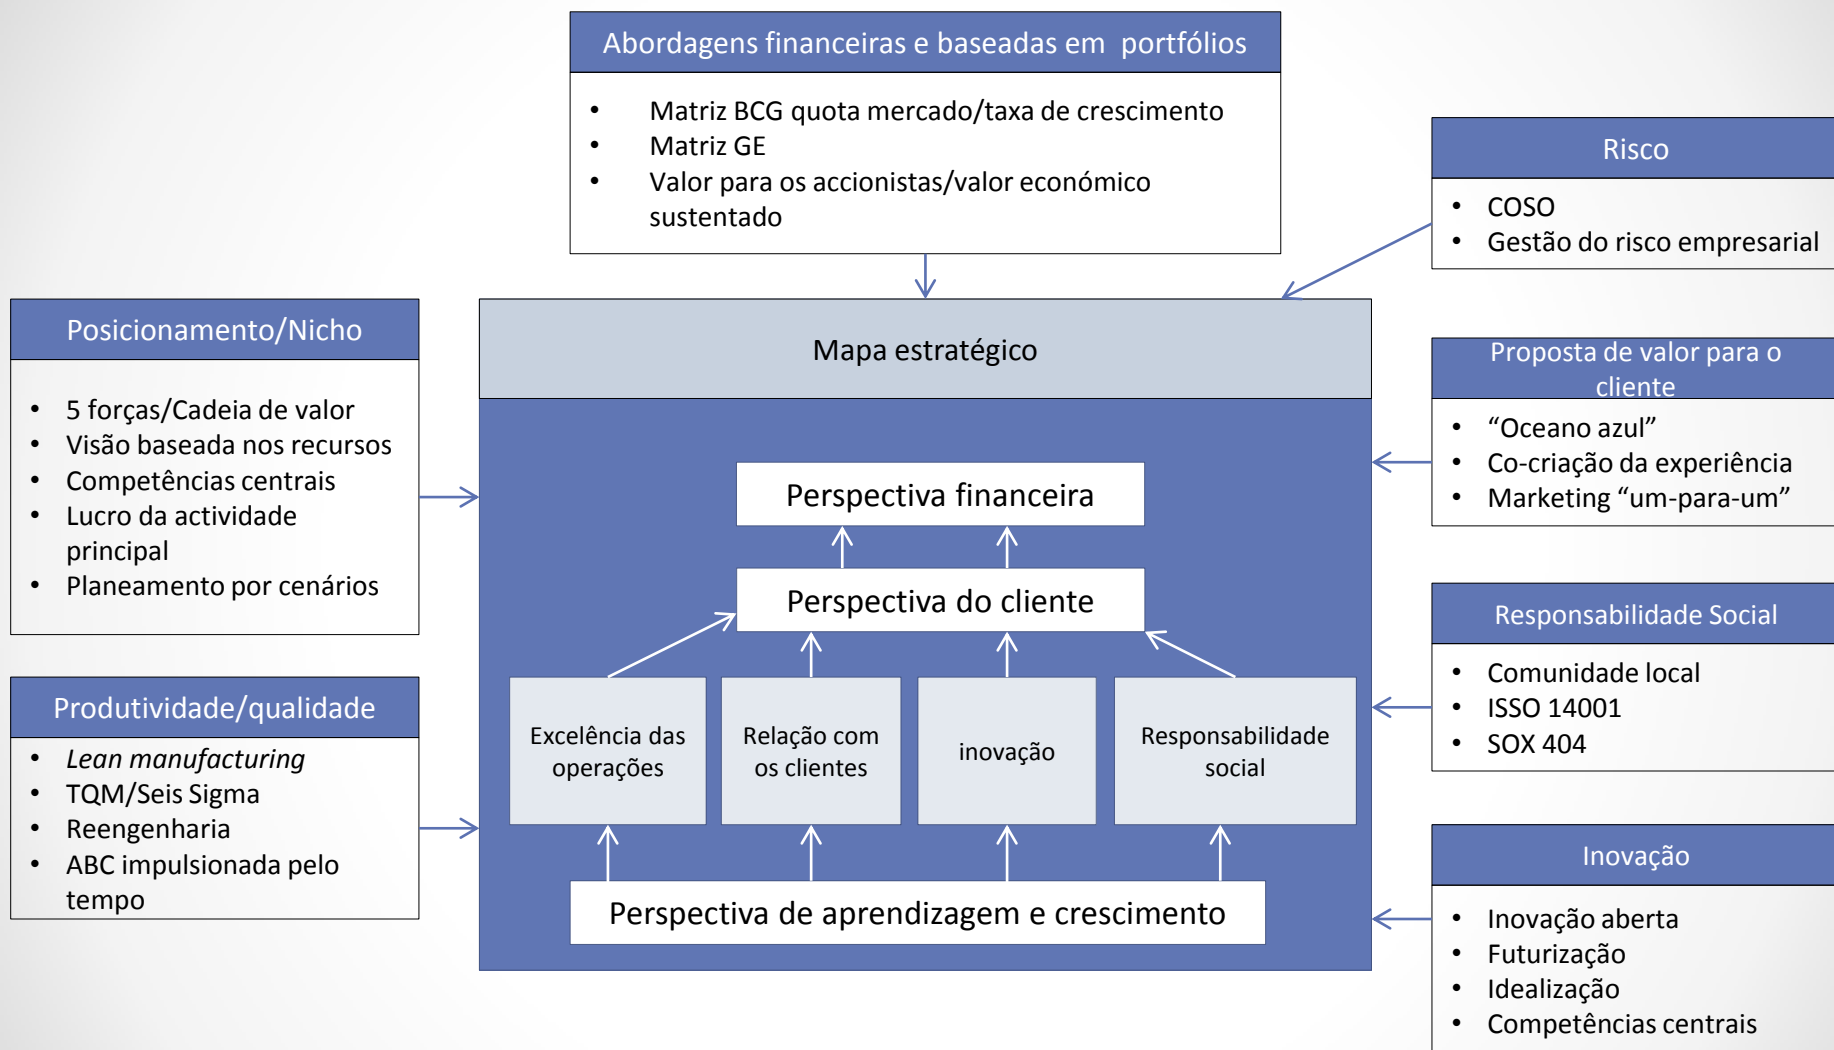 Abordagens financeiras e baseadas em portfólios
• Matriz BCG quota mercado/taxa de crescimento
• Matriz GE
• Valor para os accionistas/valor económico
sustentado
Risco
• COSO
• Gestão do risco empresarial
Posicionamento/Nicho
• 5 forças/Cadeia de valor
• Visão baseada nos recursos
• Competências centrais
• Lucro da actividade
principal
• Planeamento por cenários
Mapa estratégico
Proposta de valor para o
cliente
• “Oceano azul”
• Co-criação da experiência
• Marketing “um-para-um”
Perspectiva financeira
Perspectiva do cliente
Responsabilidade Social
• Comunidade local
• ISSO 14001
• SOX 404
Produtividade/qualidade
• Lean manufacturing
• TQM/Seis Sigma
• Reengenharia
• ABC impulsionada pelo
tempo
Excelência das
operações
Relação com
os clientes
inovação
Responsabilidade
social
Perspectiva de aprendizagem e crescimento
Inovação
• Inovação aberta
• Futurização
• Idealização
• Competências centrais